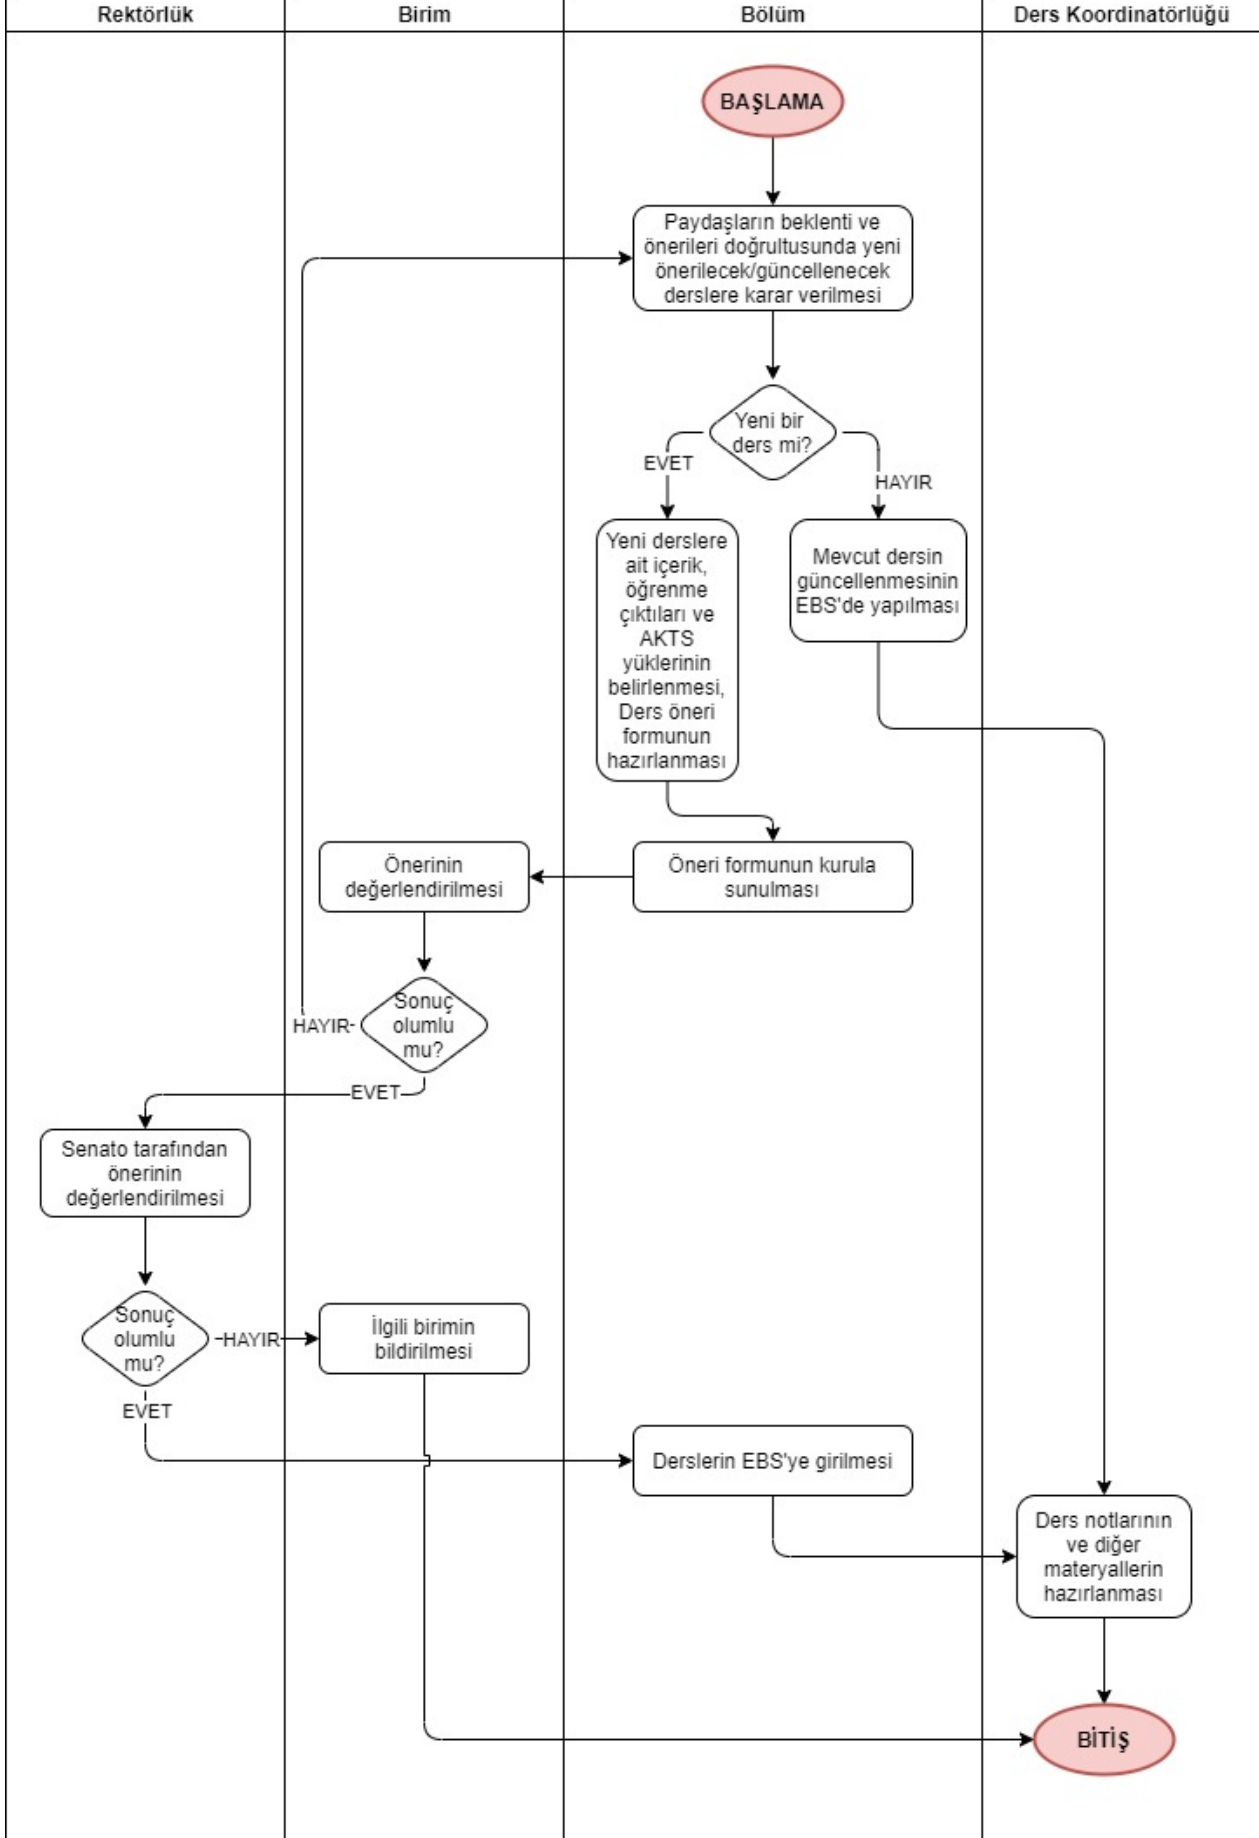 Rektörlük
Birim
Bölüm
Ders Koordinatörlüğü
BAŞLAMA
Paydaşların beklenti ve
önerileri doğrultusunda yeni
önerilecek/güncellenecek
derslere karar verilmesi
Yeni bir
ders mi?
EVET
HAYIR
Yeni derslere
ait içerik,
öğrenme
çıktıları ve
AKTS
yüklerinin
belirlenmesi,
Ders öneri
formunun
hazırlanması
Mevcut dersin
güncellenmesinin
EBS'de yapılması
Önerinin
değerlendirilmesi
Öneri formunun kurula
sunulması
Sonuç
olumlu
mu?
HAYIR
EVET
Senato tarafından
önerinin
değerlendirilmesi
Sonuç
olumlu
mu?
HAYIR
EVET
İlgili birimin
bildirilmesi
Derslerin EBS'ye girilmesi
Ders notlarının
ve diğer
materyallerin
hazırlanması
BİTİŞ